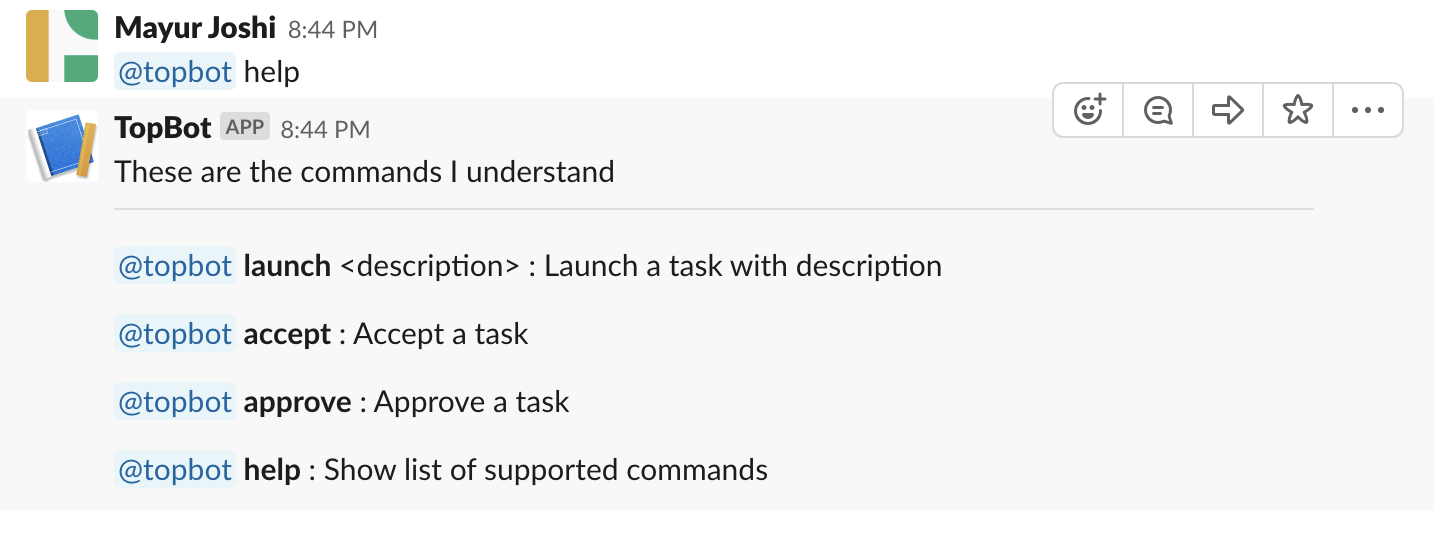 Mayur Joshi 8:44 PM
@topbot help
TopBot APP 8:44 PM
These are the commands I understand
@topbot launch <description> : Launch a task with description
@topbot accept : Accept a task
@topbot approve : Approve a task
@topbot help : Show list of supported commands